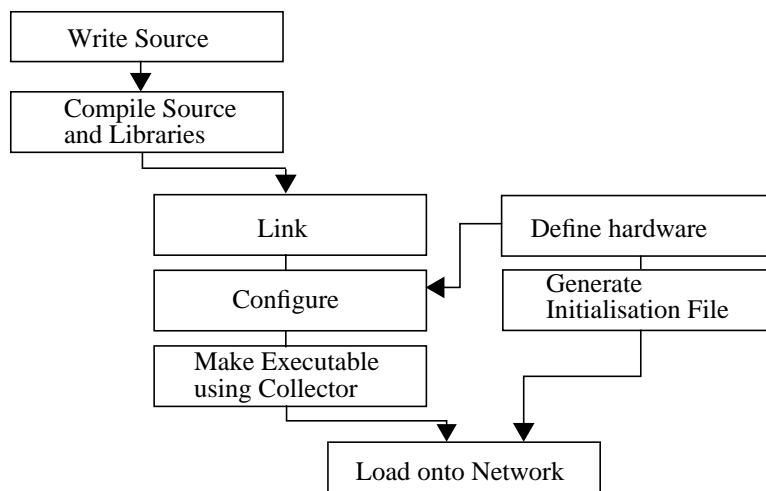 Write Source
Compile Source
and Libraries
Link
Define hardware
Configure
Generate
Initialisation File
Make Executable
using Collector
Load onto Network